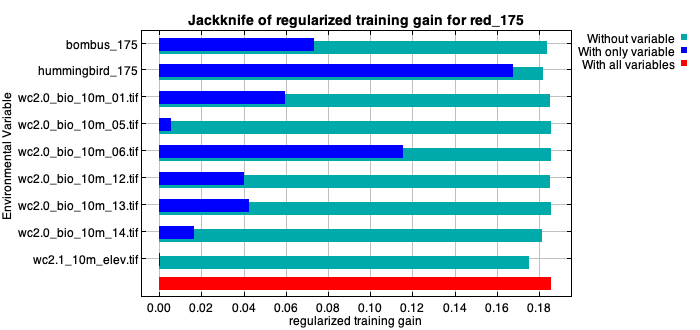 Jackknife of regularized training gain for red_175
Without variable
With only variable
With all variables
Environmental Variable
bombus_175
hummingbird_175
wc2.0_bio_10m_01.tif
wc2.0_bio_10m_05.tif
wc2.0_bio_10m_06.tif
wc2.0_bio_10m_12.tif
wc2.0_bio_10m_13.tif
wc2.0_bio_10m_14.tif
wc2.1_10m_elev.tif
0.00 0.02 0.04 0.06 0.08 0.10 0.12 0.14 0.16 0.18
regularized training gain